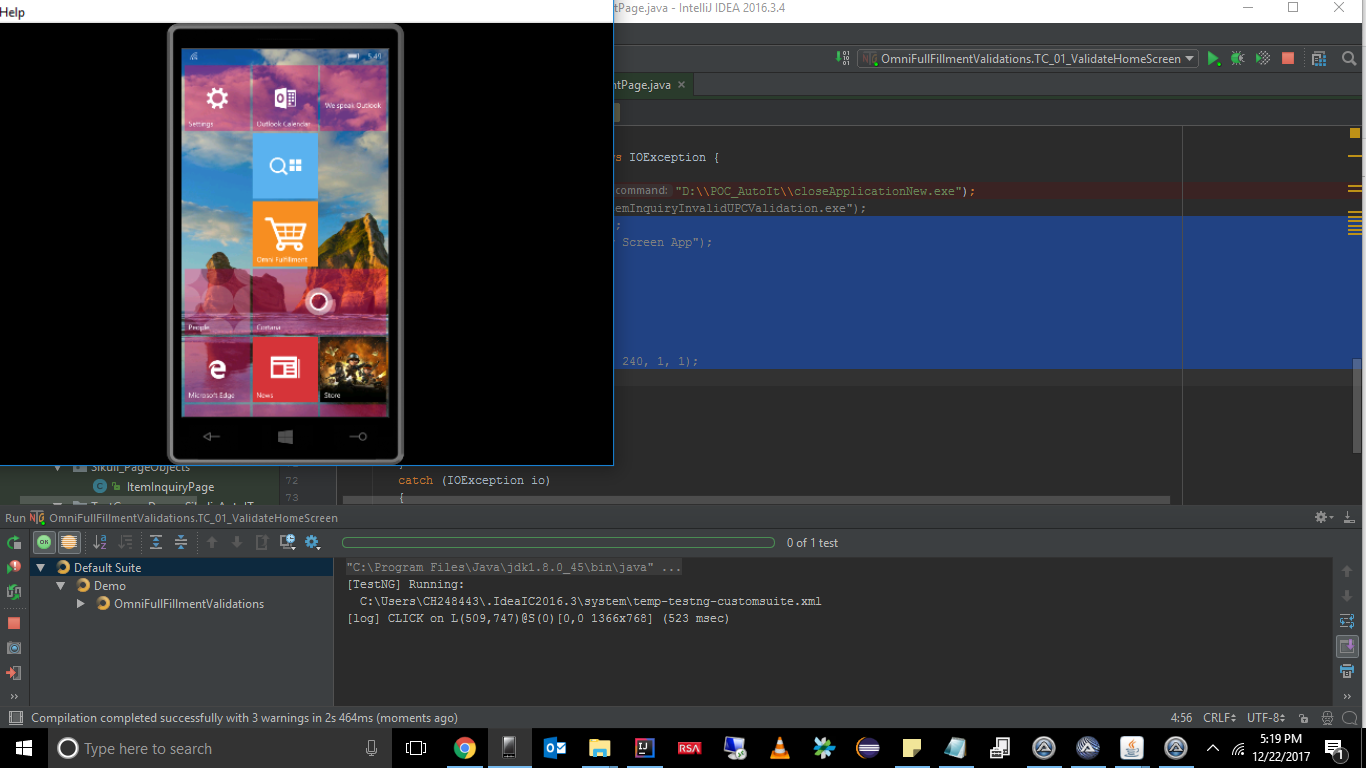 Help
tPage.java - IntelliJ IDEA 2016.3.4
OmniFullFillmentValidations.TC_01_ValidateHomeScreen
ntPage.java
5:49
Settings
Outlook Calendar
We speak Outlook
Omni Fulfillment
People
Cortana
Microsoft Edge
News
Store
s IOException {
command: "D:\\POC_AutoIt\\closeApplicationNew.exe");
emInquiryInvalidUPCValidation.exe");
;
Screen App");
240, 1, 1);
}
Sikuli_PageObjects
ItemInquiryPage
72
catch (IOException io)
73
{
Run OmniFullFillmentValidations.TC_01_ValidateHomeScreen
OK
0 of 1 test
Default Suite
Demo
OmniFullFillmentValidations
"C:\Program Files\Java\jdk1.8.0_45\bin\java" ...
[TestNG] Running:
C:\Users\CH248443\.IdeaIC2016.3\system\temp-testng-customsuite.xml
[log] CLICK on L(509,747)@S(0)[0,0 1366x768] (523 msec)
Compilation completed successfully with 3 warnings in 2s 464ms (moments ago)
4:56 CRLF UTF-8
Type here to search
RSA
5:19 PM
12/22/2017
1